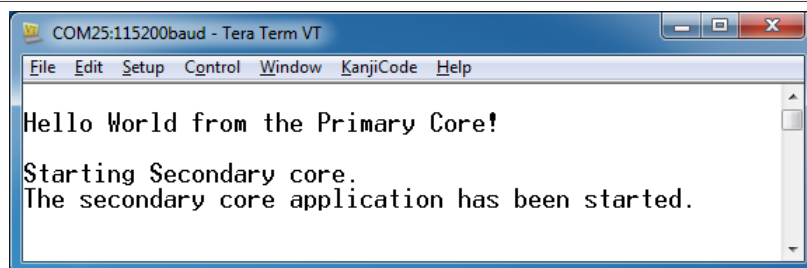 COM25:115200baud - Tera Term VT
File Edit Setup Control Window KanjiCode Help
Hello World from the Primary Core!
Starting Secondary core.
The secondary core application has been started.